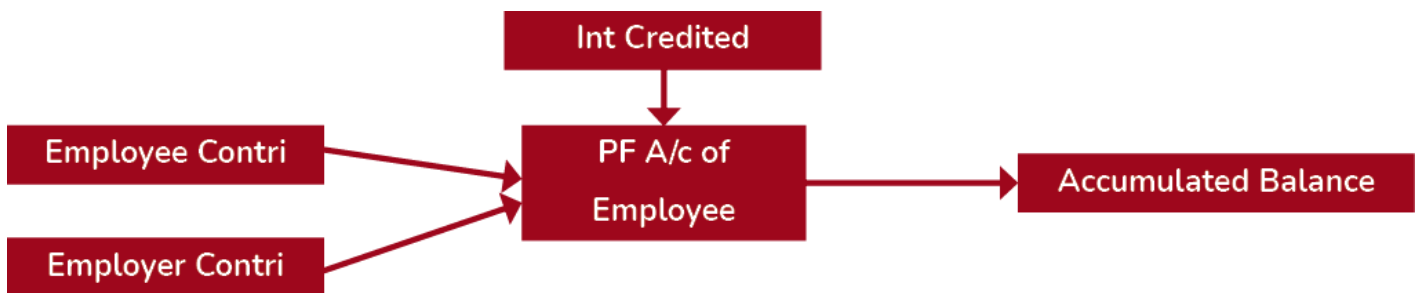 Int Credited
Employee Contri
PF A/c of
Employee
Accumulated Balance
Employer Contri